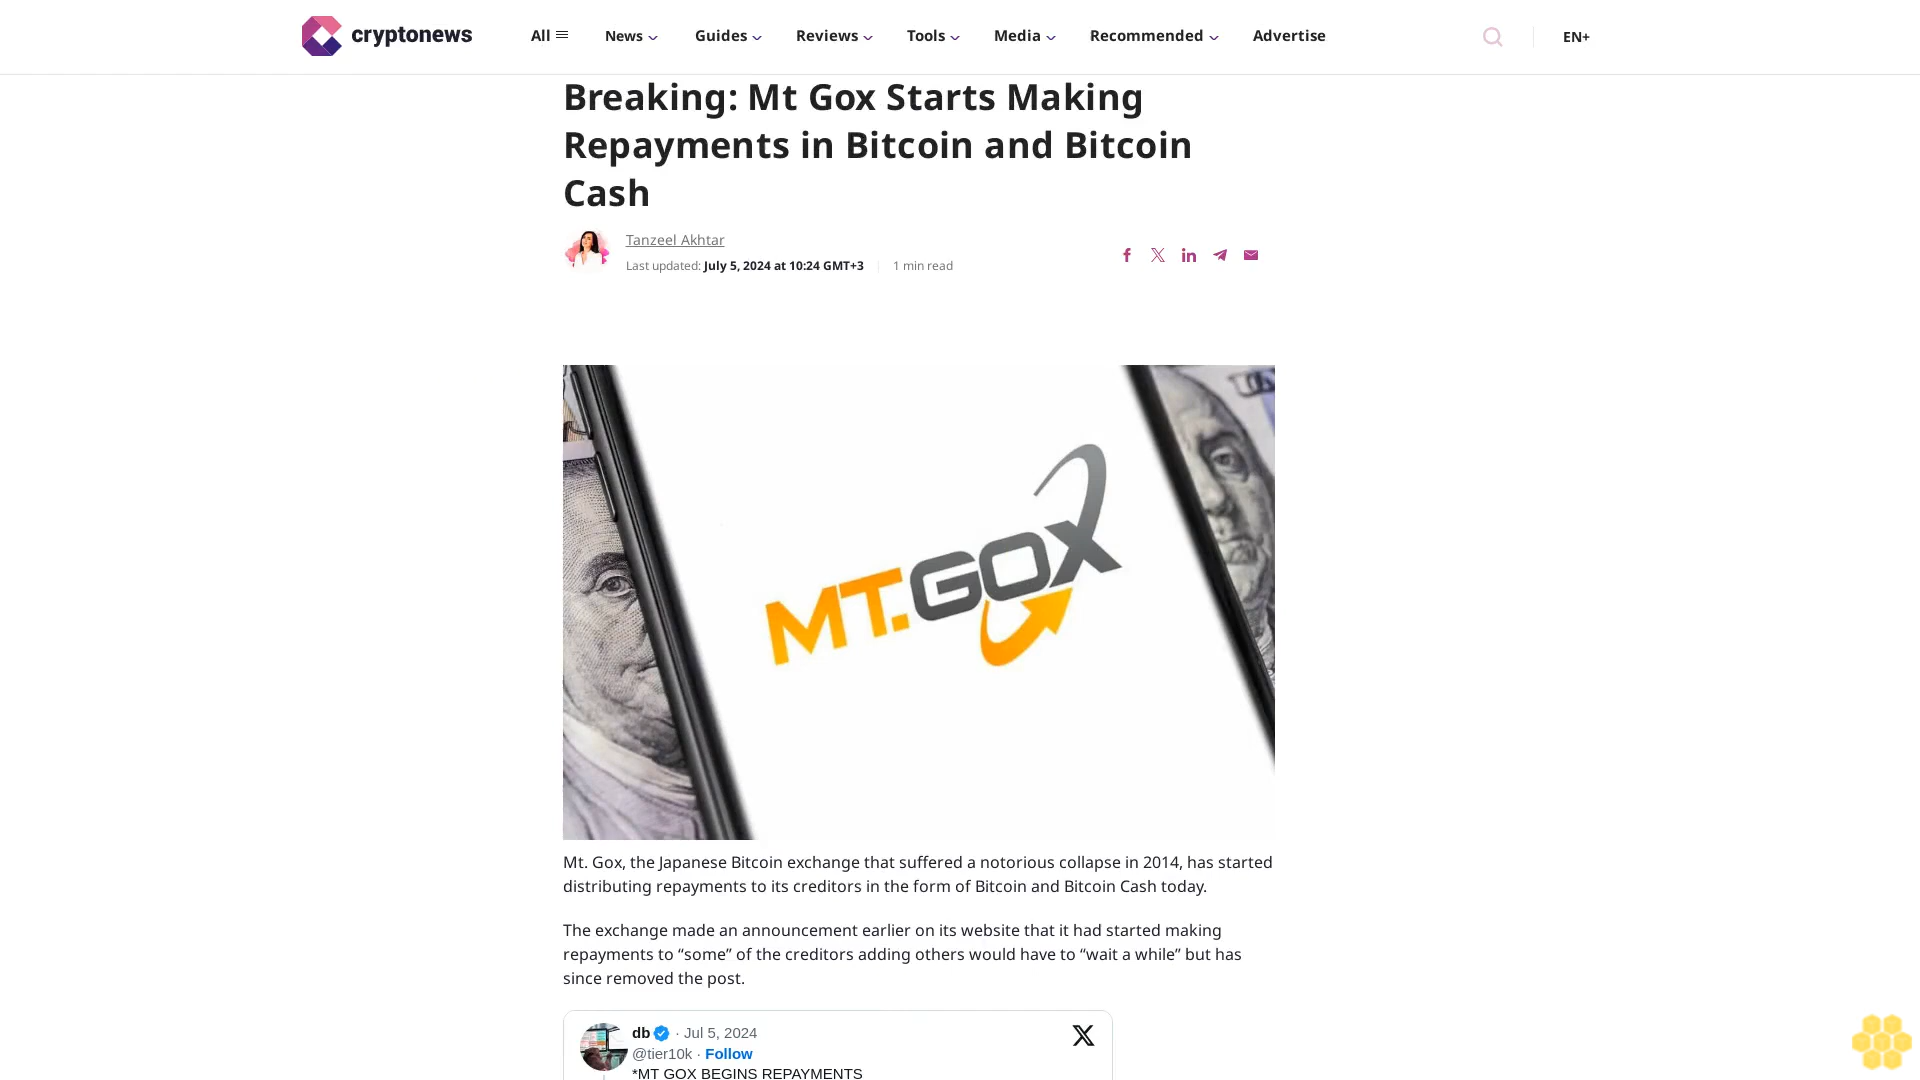 cryptonews
All
News
Guides
Reviews
Tools
Media
Recommended
Advertise
EN+
Breaking: Mt Gox Starts Making
Repayments in Bitcoin and Bitcoin
Cash
Tanzeel Akhtar
Last updated: July 5, 2024 at 10:24 GMT+3
1 min read
MT.GOX
Mt. Gox, the Japanese Bitcoin exchange that suffered a notorious collapse in 2014, has started
distributing repayments to its creditors in the form of Bitcoin and Bitcoin Cash today.
The exchange made an announcement earlier on its website that it had started making
repayments to “some” of the creditors adding others would have to “wait a while” but has
since removed the post.
db · Jul 5, 2024
@tier10k · Follow
*MT GOX BEGINS REPAYMENTS